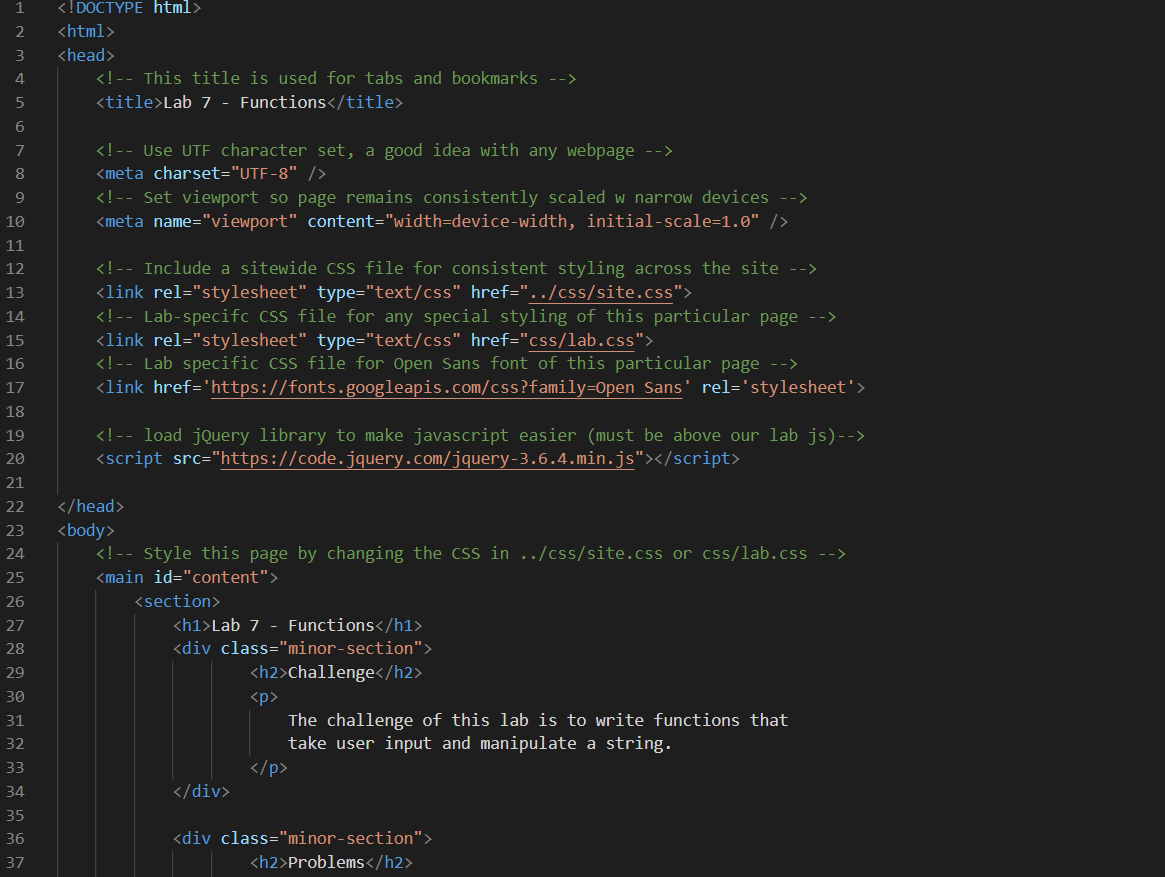 1 <!DOCTYPE html>
2 <html>
3 <head>
4 <!-- This title is used for tabs and bookmarks -->
5 <title>Lab 7 - Functions</title>
6
7 <!-- Use UTF character set, a good idea with any webpage -->
8 <meta charset="UTF-8" />
9 <!-- Set viewport so page remains consistently scaled w narrow devices -->
10 <meta name="viewport" content="width=device-width, initial-scale=1.0" />
11
12 <!-- Include a sitewide CSS file for consistent styling across the site -->
13 <link rel="stylesheet" type="text/css" href="../css/site.css">
14 <!-- Lab-specifc CSS file for any special styling of this particular page -->
15 <link rel="stylesheet" type="text/css" href="css/lab.css">
16 <!-- Lab specific CSS file for Open Sans font of this particular page -->
17 <link href='https://fonts.googleapis.com/css?family=Open Sans' rel='stylesheet'>
18
19 <!-- load jQuery library to make javascript easier (must be above our lab js)-->
20 <script src="https://code.jquery.com/jquery-3.6.4.min.js"></script>
21
22 </head>
23 <body>
24 <!-- Style this page by changing the CSS in ../css/site.css or css/lab.css -->
25 <main id="content">
26 <section>
27 <h1>Lab 7 - Functions</h1>
28 <div class="minor-section">
29 <h2>Challenge</h2>
30 <p>
31 The challenge of this lab is to write functions that
32 take user input and manipulate a string.
33 </p>
34 </div>
35
36 <div class="minor-section">
37 <h2>Problems</h2>